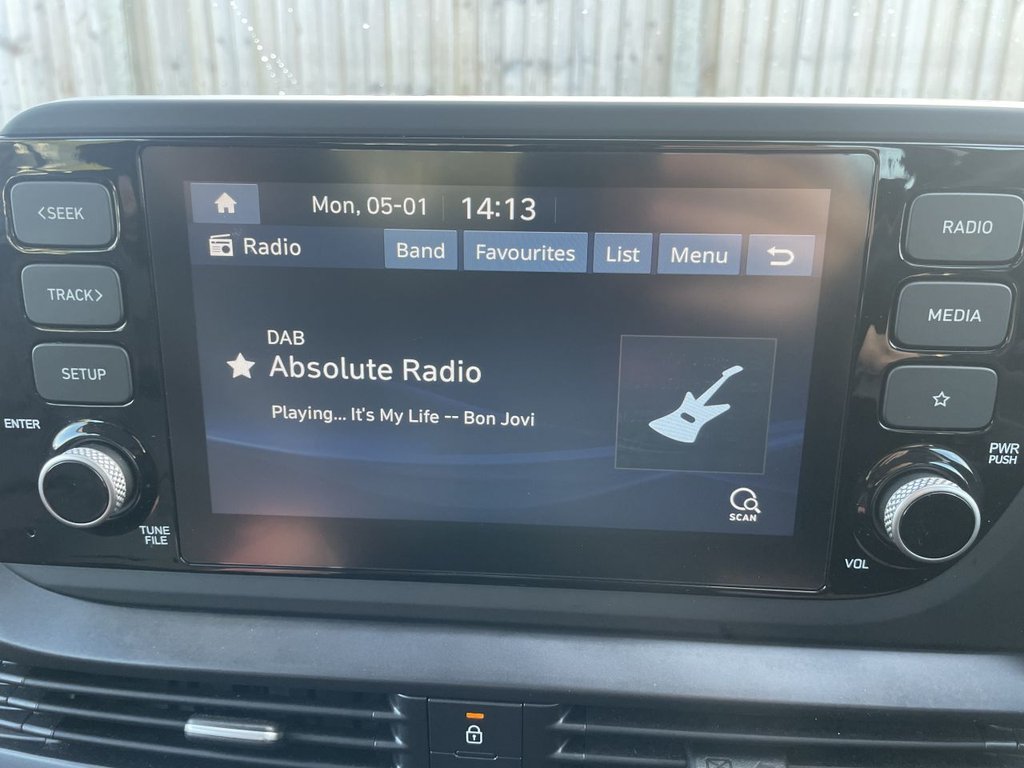 <SEEK
TRACK>
SETUP
ENTER
TUNE
FILE
Mon, 05-01 14:13
Radio Band Favourites List Menu
DAB
Absolute Radio
Playing... It's My Life -- Bon Jovi
SCAN
RADIO
MEDIA
PWR
PUSH
VOL